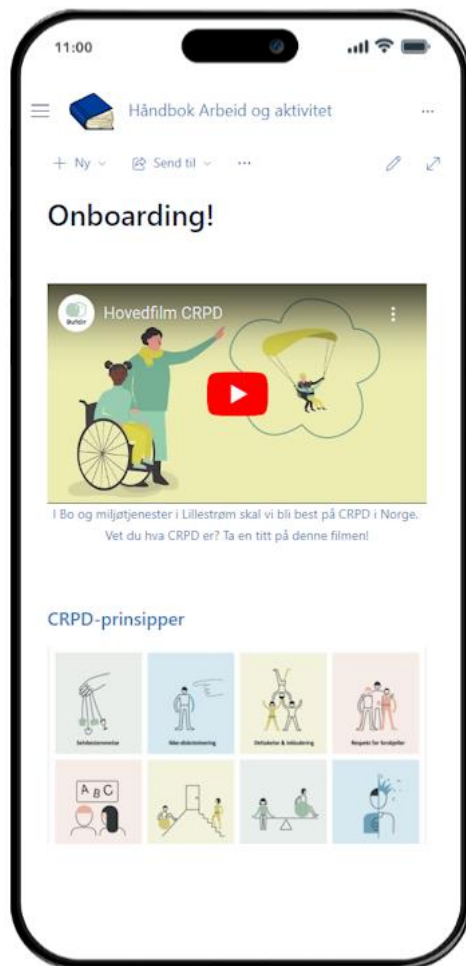 11:00
Håndbok Arbeid og aktivitet
Ny
Send til
Onboarding!
Bufdir
Hovedfilm CRPD
I Bo og miljøtjenester i Lillestrøm skal vi bli best på CRPD i Norge.
Vet du hva CRPD er? Ta en titt på denne filmen!
CRPD-prinsipper
Selvbestemmelse
Ikke-diskriminering
Deltakelse & inkludering
Respekt for forskjeller
A B C